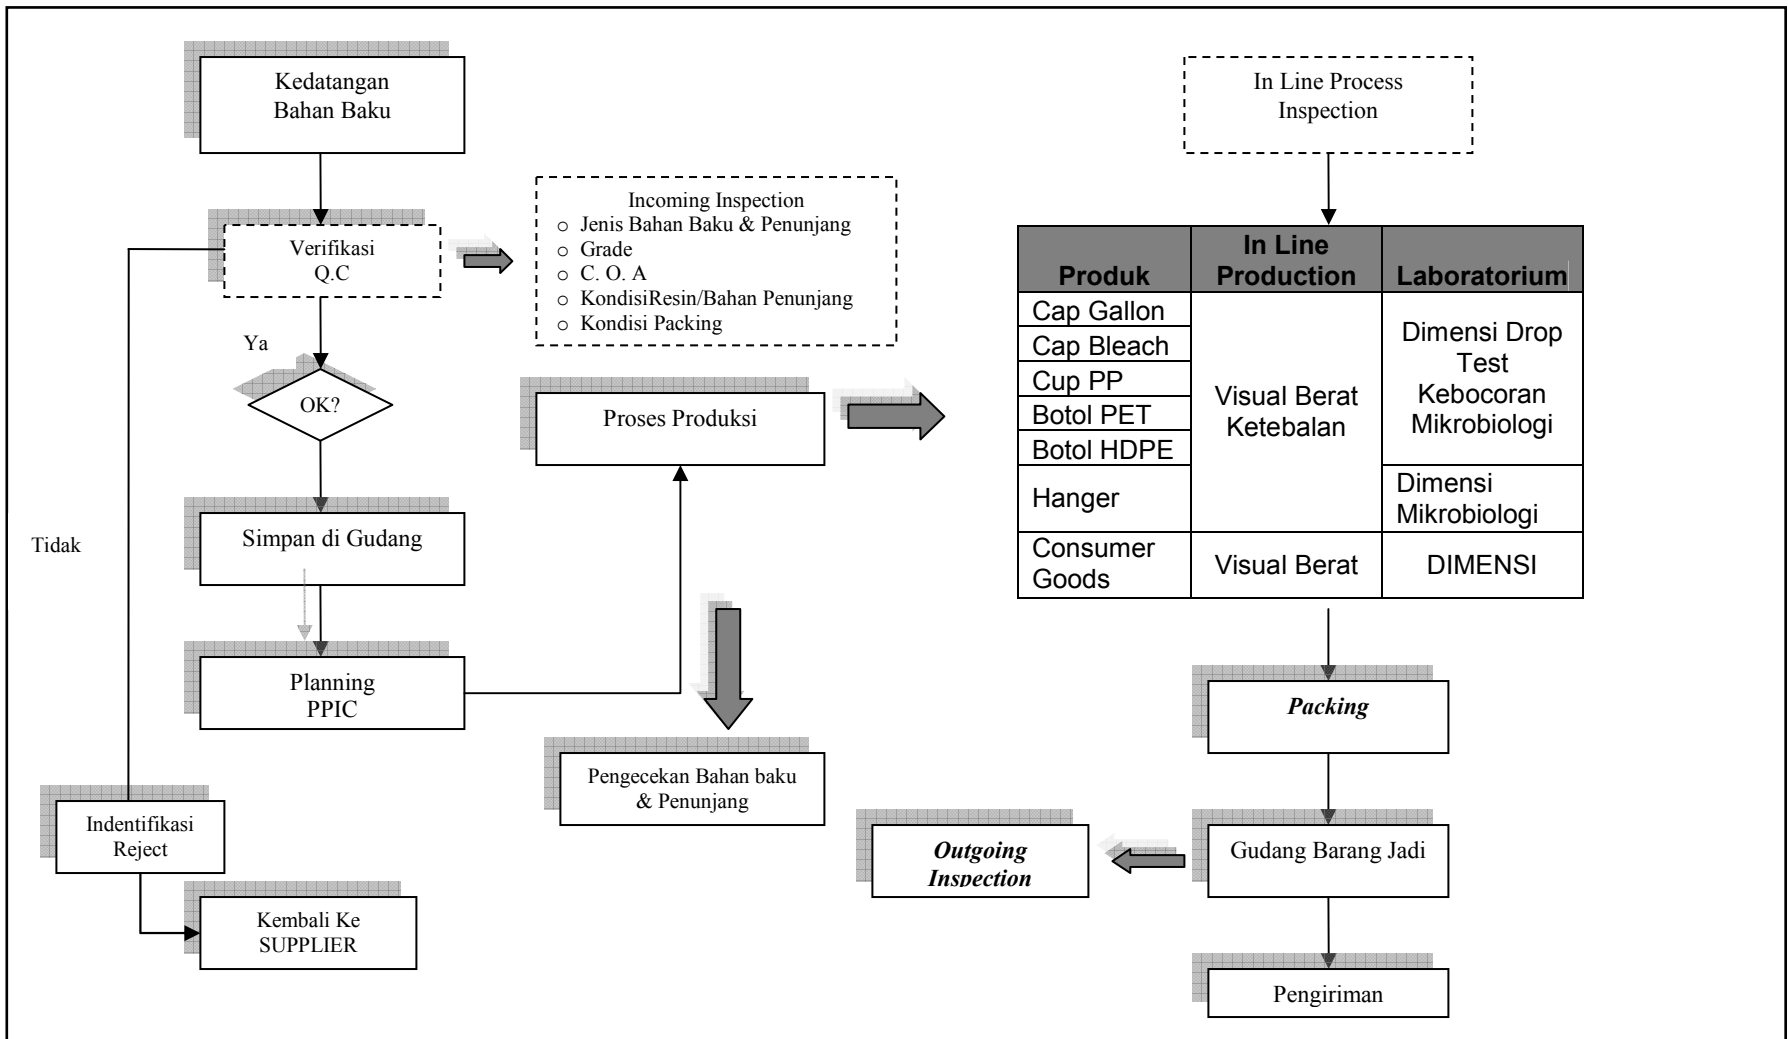 Kedatangan
Bahan Baku
Verifikasi
Q.C
Incoming Inspection
o Jenis Bahan Baku & Penunjang
o Grade
o C. O. A
o KondisiResin/Bahan Penunjang
o Kondisi Packing
Ya
OK?
Simpan di Gudang
Tidak
Planning
PPIC
Indentifikasi
Reject
Kembali Ke
SUPPLIER
Proses Produksi
Pengecekan Bahan baku
& Penunjang
In Line Process
Inspection
Produk
In Line
Production
Laboratorium
Cap Gallon
Cap Bleach
Cup PP
Botol PET
Botol HDPE
Hanger
Visual Berat
Ketebalan
Dimensi Drop
Test
Kebocoran
Mikrobiologi
Dimensi
Mikrobiologi
Consumer
Goods
Visual Berat
DIMENSI
Packing
Gudang Barang Jadi
Outgoing
Inspection
Pengiriman